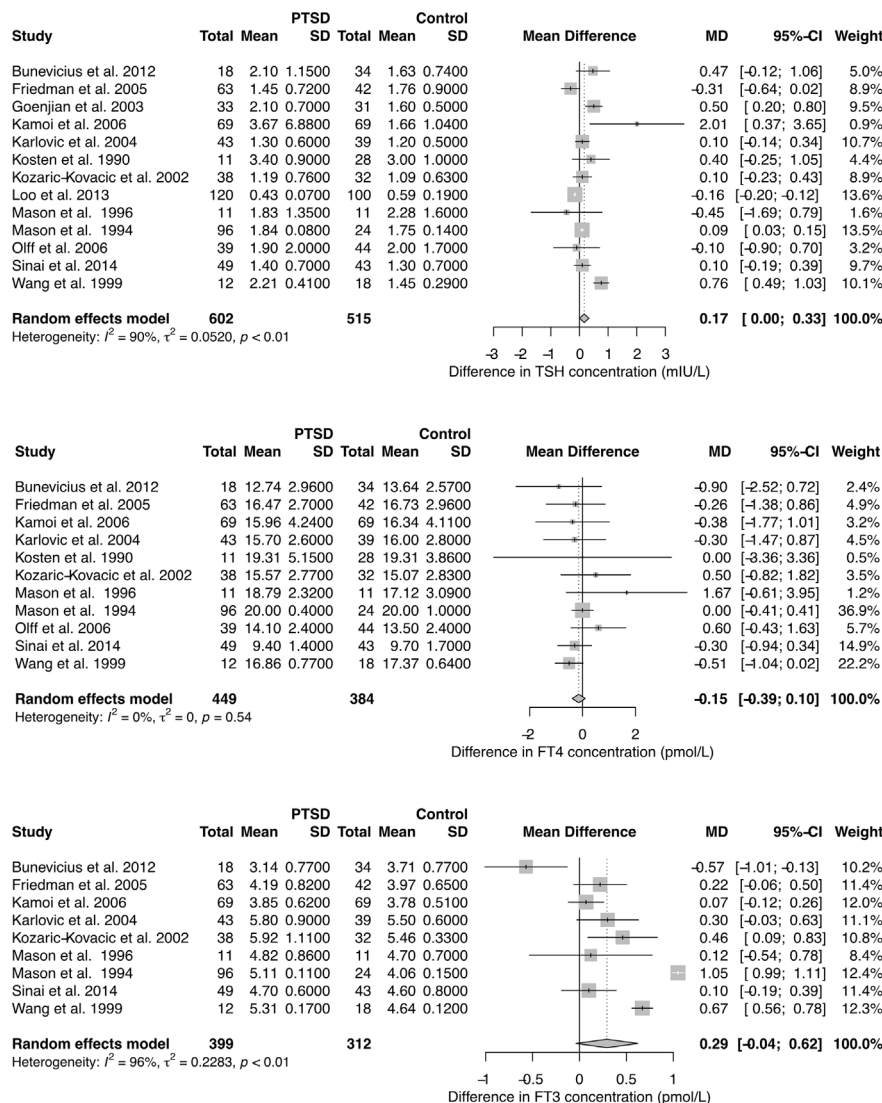 PTSD Control
Study Total Mean SD Total Mean SD Mean Difference MD 95%-CI Weight
Bunevicius et al. 2012 18 2.10 1.1500 34 1.63 0.7400 0.47 [-0.12; 1.06] 5.0%
Friedman et al. 2005 63 1.45 0.7200 42 1.76 0.9000 -0.31 [-0.64; 0.02] 8.9%
Goenjian et al. 2003 33 2.10 0.7000 31 1.60 0.5000 0.50 [ 0.20; 0.80] 9.5%
Kamoi et al. 2006 69 3.67 6.8800 69 1.66 1.0400 2.01 [ 0.37; 3.65] 0.9%
Karlovic et al. 2004 43 1.30 0.6000 39 1.20 0.5000 0.10 [-0.14; 0.34] 10.7%
Kosten et al. 1990 11 3.40 0.9000 28 3.00 1.0000 0.40 [-0.25; 1.05] 4.4%
Kozaric-Kovacic et al. 2002 38 1.19 0.7600 32 1.09 0.6300 0.10 [-0.23; 0.43] 8.9%
Loo et al. 2013 120 0.43 0.0700 100 0.59 0.1900 -0.16 [-0.20; -0.12] 13.6%
Mason et al. 1996 11 1.83 1.3500 11 2.28 1.6000 -0.45 [-1.69; 0.79] 1.6%
Mason et al. 1994 96 1.84 0.0800 24 1.75 0.1400 0.09 [ 0.03; 0.15] 13.5%
Olff et al. 2006 39 1.90 2.0000 44 2.00 1.7000 -0.10 [-0.90; 0.70] 3.2%
Sinai et al. 2014 49 1.40 0.7000 43 1.30 0.7000 0.10 [-0.19; 0.39] 9.7%
Wang et al. 1999 12 2.21 0.4100 18 1.45 0.2900 0.76 [ 0.49; 1.03] 10.1%
Random effects model 602 515 0.17 [ 0.00; 0.33] 100.0%
Heterogeneity: I² = 90%, τ² = 0.0520, p < 0.01
-3 -2 -1 0 1 2 3
Difference in TSH concentration (mIU/L)
PTSD Control
Study Total Mean SD Total Mean SD Mean Difference MD 95%-CI Weight
Bunevicius et al. 2012 18 12.74 2.9600 34 13.64 2.5700 -0.90 [-2.52; 0.72] 2.4%
Friedman et al. 2005 63 16.47 2.7000 42 16.73 2.9600 -0.26 [-1.38; 0.86] 4.9%
Kamoi et al. 2006 69 15.96 4.2400 69 16.34 4.1100 -0.38 [-1.77; 1.01] 3.2%
Karlovic et al. 2004 43 15.70 2.6000 39 16.00 2.8000 -0.30 [-1.47; 0.87] 4.5%
Kosten et al. 1990 11 19.31 5.1500 28 19.31 3.8600 0.00 [-3.36; 3.36] 0.5%
Kozaric-Kovacic et al. 2002 38 15.57 2.7700 32 15.07 2.8300 0.50 [-0.82; 1.82] 3.5%
Mason et al. 1996 11 18.79 2.3200 11 17.12 3.0900 1.67 [-0.61; 3.95] 1.2%
Mason et al. 1994 96 20.00 0.4000 24 20.00 1.0000 0.00 [-0.41; 0.41] 36.9%
Olff et al. 2006 39 14.10 2.4000 44 13.50 2.4000 0.60 [-0.43; 1.63] 5.7%
Sinai et al. 2014 49 9.40 1.4000 43 9.70 1.7000 -0.30 [-0.94; 0.34] 14.9%
Wang et al. 1999 12 16.86 0.7700 18 17.37 0.6400 -0.51 [-1.04; 0.02] 22.2%
Random effects model 449 384 -0.15 [-0.39; 0.10] 100.0%
Heterogeneity: I² = 0%, τ² = 0, p = 0.54
-2 0 2
Difference in FT4 concentration (pmol/L)
PTSD Control
Study Total Mean SD Total Mean SD Mean Difference MD 95%-CI Weight
Bunevicius et al. 2012 18 3.14 0.7700 34 3.71 0.7700 -0.57 [-1.01; -0.13] 10.2%
Friedman et al. 2005 63 4.19 0.8200 42 3.97 0.6500 0.22 [-0.06; 0.50] 11.4%
Kamoi et al. 2006 69 3.85 0.6200 69 3.78 0.5100 0.07 [-0.12; 0.26] 12.0%
Karlovic et al. 2004 43 5.80 0.9000 39 5.50 0.6000 0.30 [-0.03; 0.63] 11.1%
Kozaric-Kovacic et al. 2002 38 5.92 1.1100 32 5.46 0.3300 0.46 [ 0.09; 0.83] 10.8%
Mason et al. 1996 11 4.82 0.8600 11 4.70 0.7000 0.12 [-0.54; 0.78] 8.4%
Mason et al. 1994 96 5.11 0.1100 24 4.06 0.1500 1.05 [ 0.99; 1.11] 12.4%
Sinai et al. 2014 49 4.70 0.6000 43 4.60 0.8000 0.10 [-0.19; 0.39] 11.4%
Wang et al. 1999 12 5.31 0.1700 18 4.64 0.1200 0.67 [ 0.56; 0.78] 12.3%
Random effects model 399 312 0.29 [-0.04; 0.62] 100.0%
Heterogeneity: I² = 96%, τ² = 0.2283, p < 0.01
-1 -0.5 0 0.5 1
Difference in FT3 concentration (pmol/L)